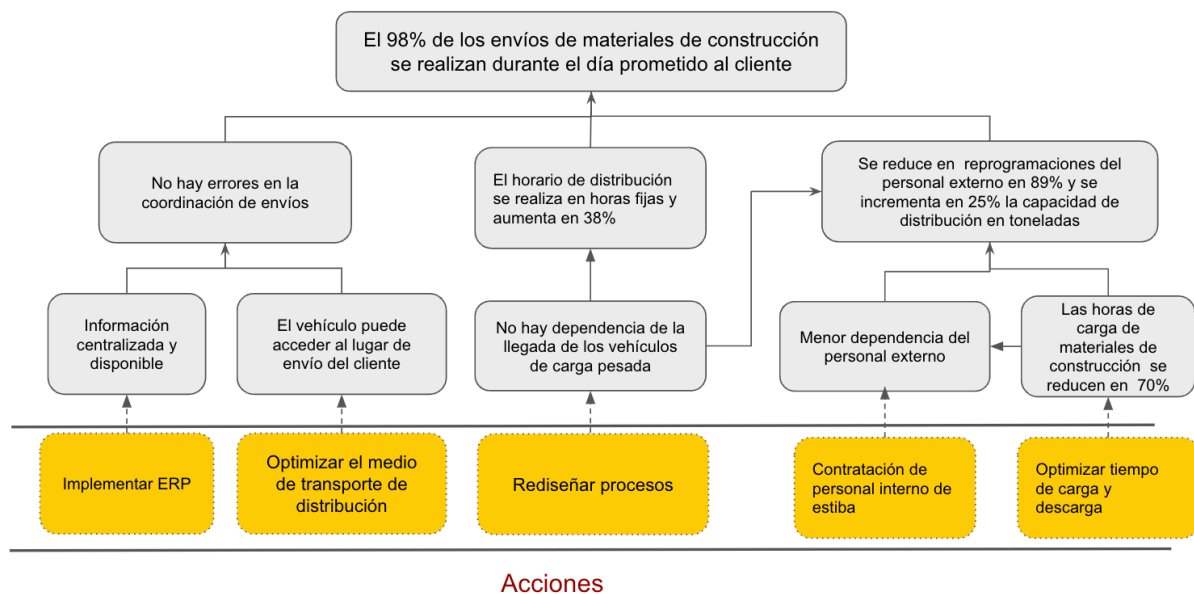 El 98% de los envíos de materiales de construcción
se realizan durante el día prometido al cliente
No hay errores en la
coordinación de envíos
El horario de distribución
se realiza en horas fijas y
aumenta en 38%
Se reduce en reprogramaciones del
personal externo en 89% y se
incrementa en 25% la capacidad de
distribución en toneladas
Información
centralizada y
disponible
El vehículo puede
acceder al lugar de
envío del cliente
No hay dependencia de la
llegada de los vehículos
de carga pesada
Menor dependencia del
personal externo
Las horas de
carga de
materiales de
construcción se
reducen en 70%
Implementar ERP
Optimizar el medio
de transporte de
distribución
Rediseñar procesos
Contratación de
personal interno de
estiba
Optimizar tiempo
de carga y
descarga
Acciones